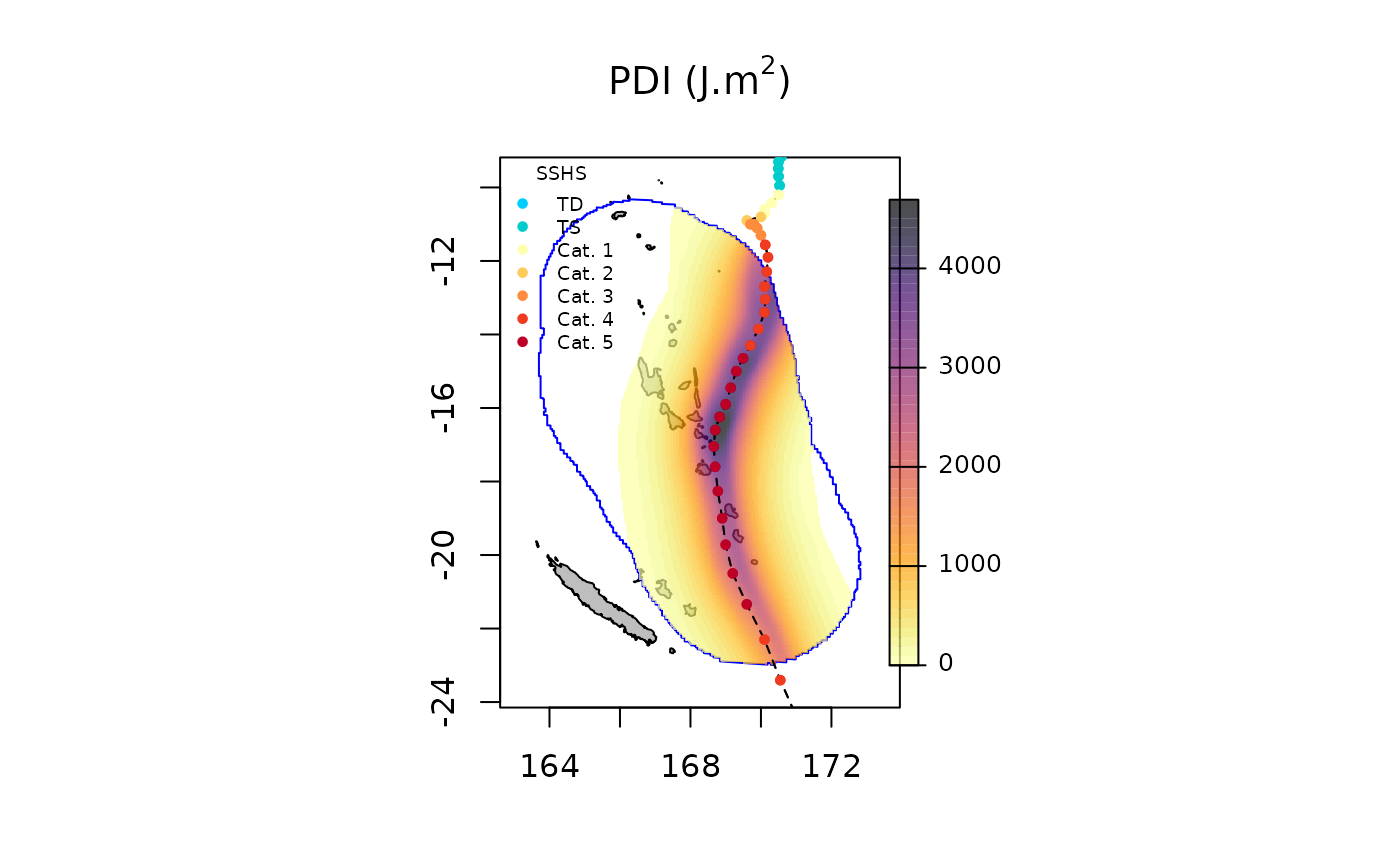 PDI (J.m²)
SSHS
TD
TS
Cat. 1
Cat. 2
Cat. 3
Cat. 4
Cat. 5
-12
-16
-20
-24
164 168 172
4000
3000
2000
1000
0